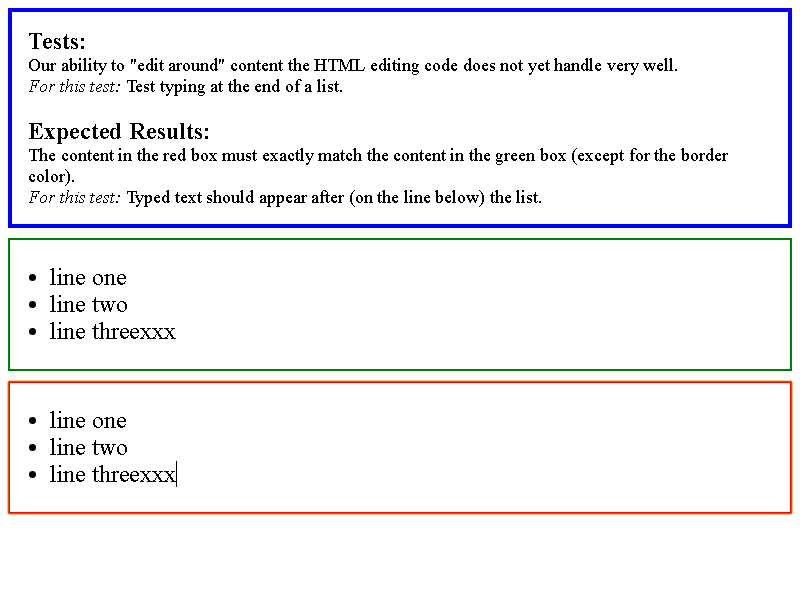 Tests:
Our ability to "edit around" content the HTML editing code does not yet handle very well.
For this test: Test typing at the end of a list.
Expected Results:
The content in the red box must exactly match the content in the green box (except for the border
color).
For this test: Typed text should appear after (on the line below) the list.
• line one
• line two
• line threexxx
• line one
• line two
• line threexxx